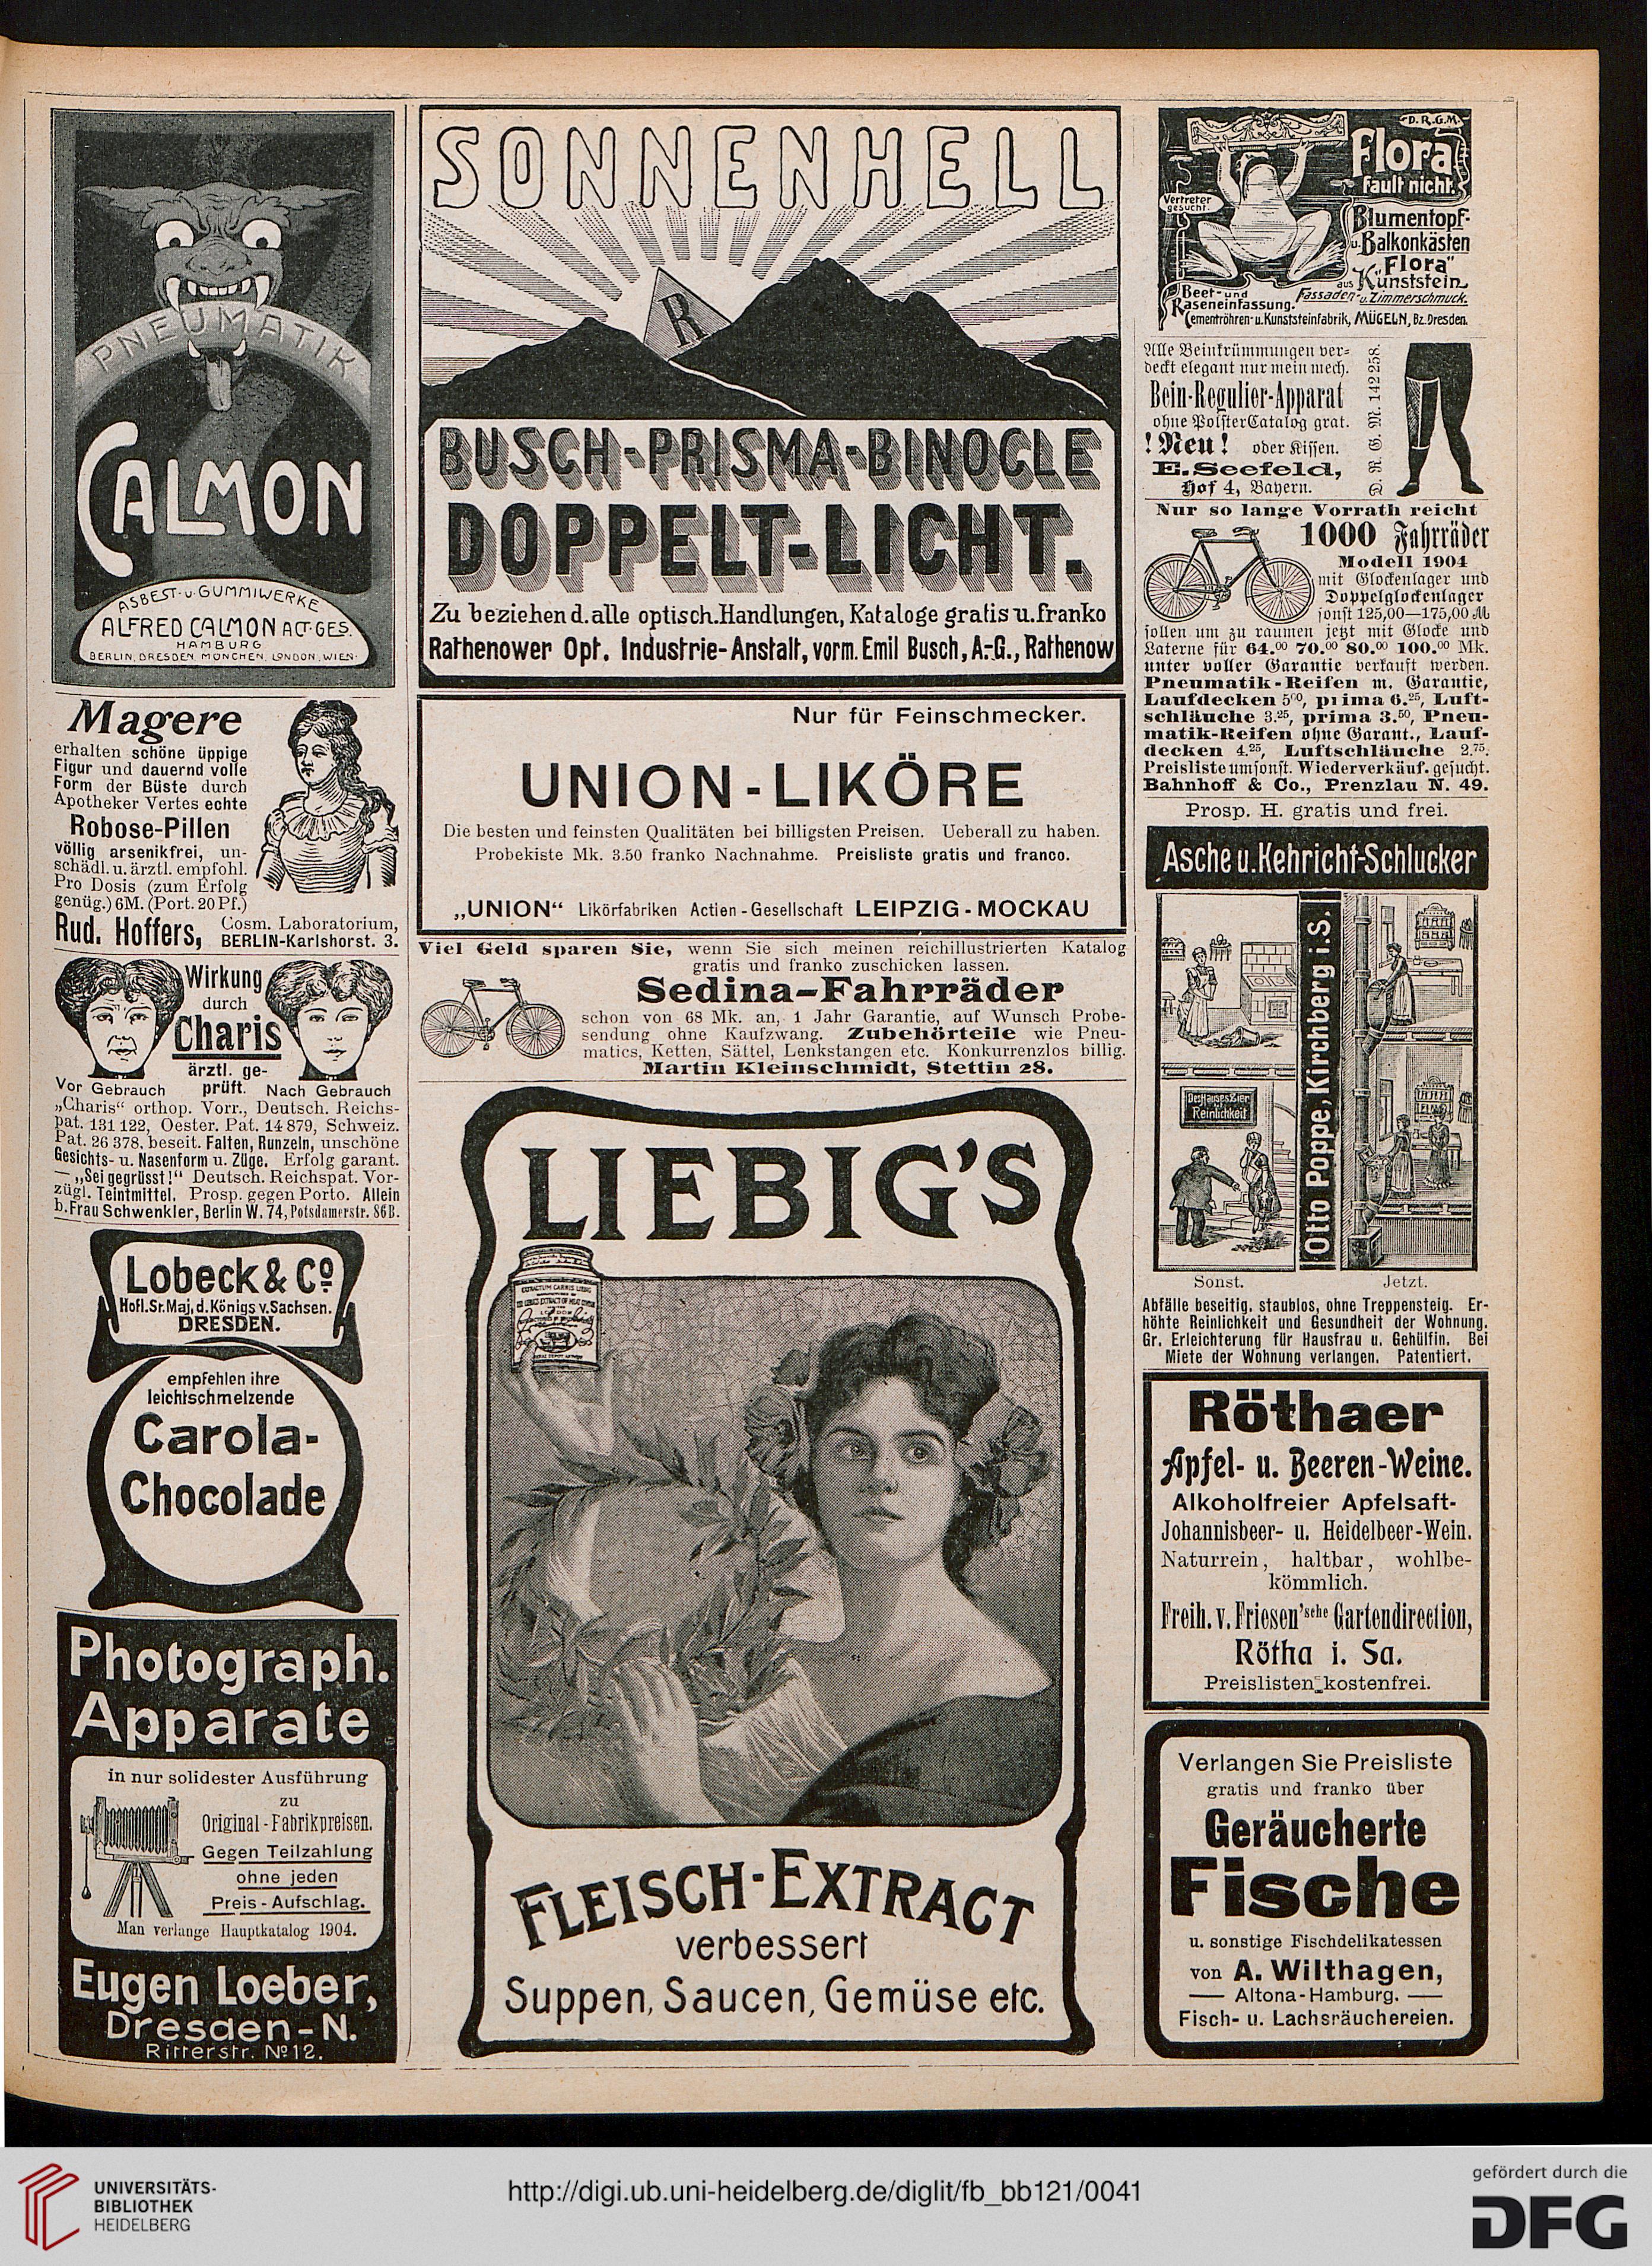 PNEUMATIK
CALMON
ASBEST- u. GUMMIWERKE
ALFRED CALMON ACT. GES.
HAMBURG
BERLIN, DRESDEN, MÜNCHEN, LONDON, WIEN.
Magere
erhalten schöne üppige
Figur und dauernd volle
Form der Büste durch
Apotheker Vertes echte
Robose-Pillen
völlig arsenikfrei, un-
schädl. u. ärztl. empfohl.
Pro Dosis (zum Erfolg
genüg.) 6M. (Port. 20 Pf.)
Rud. Hoffers, Cosm. Laboratorium,
BERLIN-Karlshorst. 3.
Wirkung
durch
Charis
ärztl. ge-
prüft.
Vor Gebrauch
Nach Gebrauch
„Charis“ orthop. Vorr., Deutsch. Reichs-
pat. 131 122, Oester. Pat. 14 879, Schweiz.
Pat. 26 378. beseit. Falten, Runzeln, unschöne
Gesichts- u. Nasenform u. Züge. Erfolg garant.
— „Sei gegrüsst!“ Deutsch. Reichspat. Vor-
zügl. Teintmittel. Prosp. gegen Porto. Allein
b. Frau Schwenkler, Berlin W. 74, Potsdamerstr. 86B.
Lobeck & Co.
Hofl. Sr. Maj. d. Königs v. Sachsen.
DRESDEN.
empfehlen ihre
leichtschmelzende
Carola-
Chocolade
Photograph.
Apparate
in nur solidester Ausführung
zu
Original-Fabrikpreisen.
Gegen Teilzahlung
ohne jeden
Preis-Aufschlag.
Man verlange Hauptkatalog 1904.
Eugen Loeber,
Dresden-N.
Ritterstr. No 12.
SONNENHELL
R
BUSCH-PRISMA-BINOCLE
DOPPELT-LICHT.
Zu beziehen d. alle optisch. Handlungen, Kataloge gratis u. franko
Rathenower Opt. Industrie-Anstalt, vorm. Emil Busch, A.-G., Rathenow
Nur für Feinschmecker.
UNION-LIKÖRE
Die besten und feinsten Qualitäten bei billigsten Preisen. Ueberall zu haben.
Probekiste Mk. 3.50 franko Nachnahme. Preisliste gratis und franco.
„UNION“ Likörfabriken Actien-Gesellschaft LEIPZIG-MOCKAU
Viel Geld sparen Sie, wenn Sie sich meinen reichillustrierten Katalog
gratis und franko zuschicken lassen.
Sedina-Fahrräder
schon von 68 Mk. an, 1 Jahr Garantie, auf Wunsch Probe-
sendung ohne Kaufzwang. Zubehörteile wie Pneu-
matics, Ketten, Sättel, Lenkstangen etc. Konkurrenzlos billig.
Martin Kleinschmidt, Stettin 28.
LIEBIG'S
EXTRACTUM CARNIS LIEBIG
LONDON
FLEISCH-EXTRACT
verbessert
Suppen, Saucen, Gemüse etc.
D.R.G.M.
Flora
fault nicht.
Vertreter
gesucht.
Blumentopf-
u. Balkonkästen
„Flora“
aus Kunststein
Beet- und
Raseneinfassung. Fassaden- u. Zimmerschmuck.
Cementröhren- u. Kunststeinfabrik, MÜGELN, Bz. Dresden.
Alle Beinkrümmungen ver-
deckt elegant nur mein mech.
Bein-Regulier-Apparat
ohne Polster Catalog grat.
! Neu ! oder Kissen.
E. Seefeld,
Hof 4, Bayern.
D. R. G. M. 142 258.
Nur so lange Vorrath reicht
1000 Fahrräder
Modell 1904
mit Glockenlager und
Doppelglockenlager
sonst 125,00—175,00 M
sollen um zu räumen jetzt mit Glocke und
Laterne für 64.00 70.00 80.00 100.00 Mk.
unter voller Garantie verkauft werden.
Pneumatik-Reifen m. Garantie,
Laufdecken 5.00, prima 6.25, Luft-
schläuche 3.25, prima 3.50, Pneu-
matik-Reifen ohne Garant., Lauf-
decken 4.25, Luftschläuche 2.75.
Preisliste umsonst. Wiederverkäuf. gesucht.
Bahnhoff & Co., Prenzlau N. 49.
Prosp. H. gratis und frei.
Asche u. Kehricht-Schlucker
Des Hauses Zier
Reinlichkeit
Otto Poppe, Kirchberg i. S.
Sonst.
Jetzt.
Abfälle beseitig. staublos, ohne Treppensteig. Er-
höhte Reinlichkeit und Gesundheit der Wohnung.
Gr. Erleichterung für Hausfrau u. Gehülfin. Bei
Miete der Wohnung verlangen. Patentiert.
Röthaer
Apfel- u. Beeren-Weine.
Alkoholfreier Apfelsaft-
Johannisbeer- u. Heidelbeer-Wein.
Naturrein, haltbar, wohlbe-
kömmlich.
Freih. v. Friesen'sche Gartendirection,
Rötha i. Sa.
Preislisten kostenfrei.
Verlangen Sie Preisliste
gratis und franko über
Geräucherte
Fische
u. sonstige Fischdelikatessen
von A. Wilthagen,
— Altona-Hamburg. —
Fisch- u. Lachsräuchereien.
UNIVERSITÄTS-
BIBLIOTHEK
HEIDELBERG
http://digi.ub.uni-heidelberg.de/diglit/fb_bb121/0041
gefördert durch die
DFG